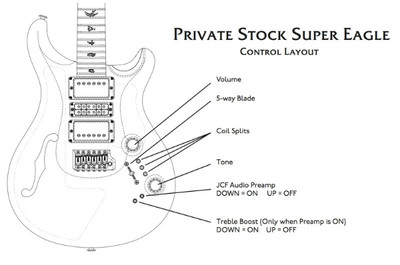 Private Stock Super Eagle
Control Layout
Volume
5-way Blade
Coil Splits
Tone
JCF Audio Preamp
DOWN = ON UP = OFF
Treble Boost (Only when Preamp is ON)
DOWN = ON UP = OFF